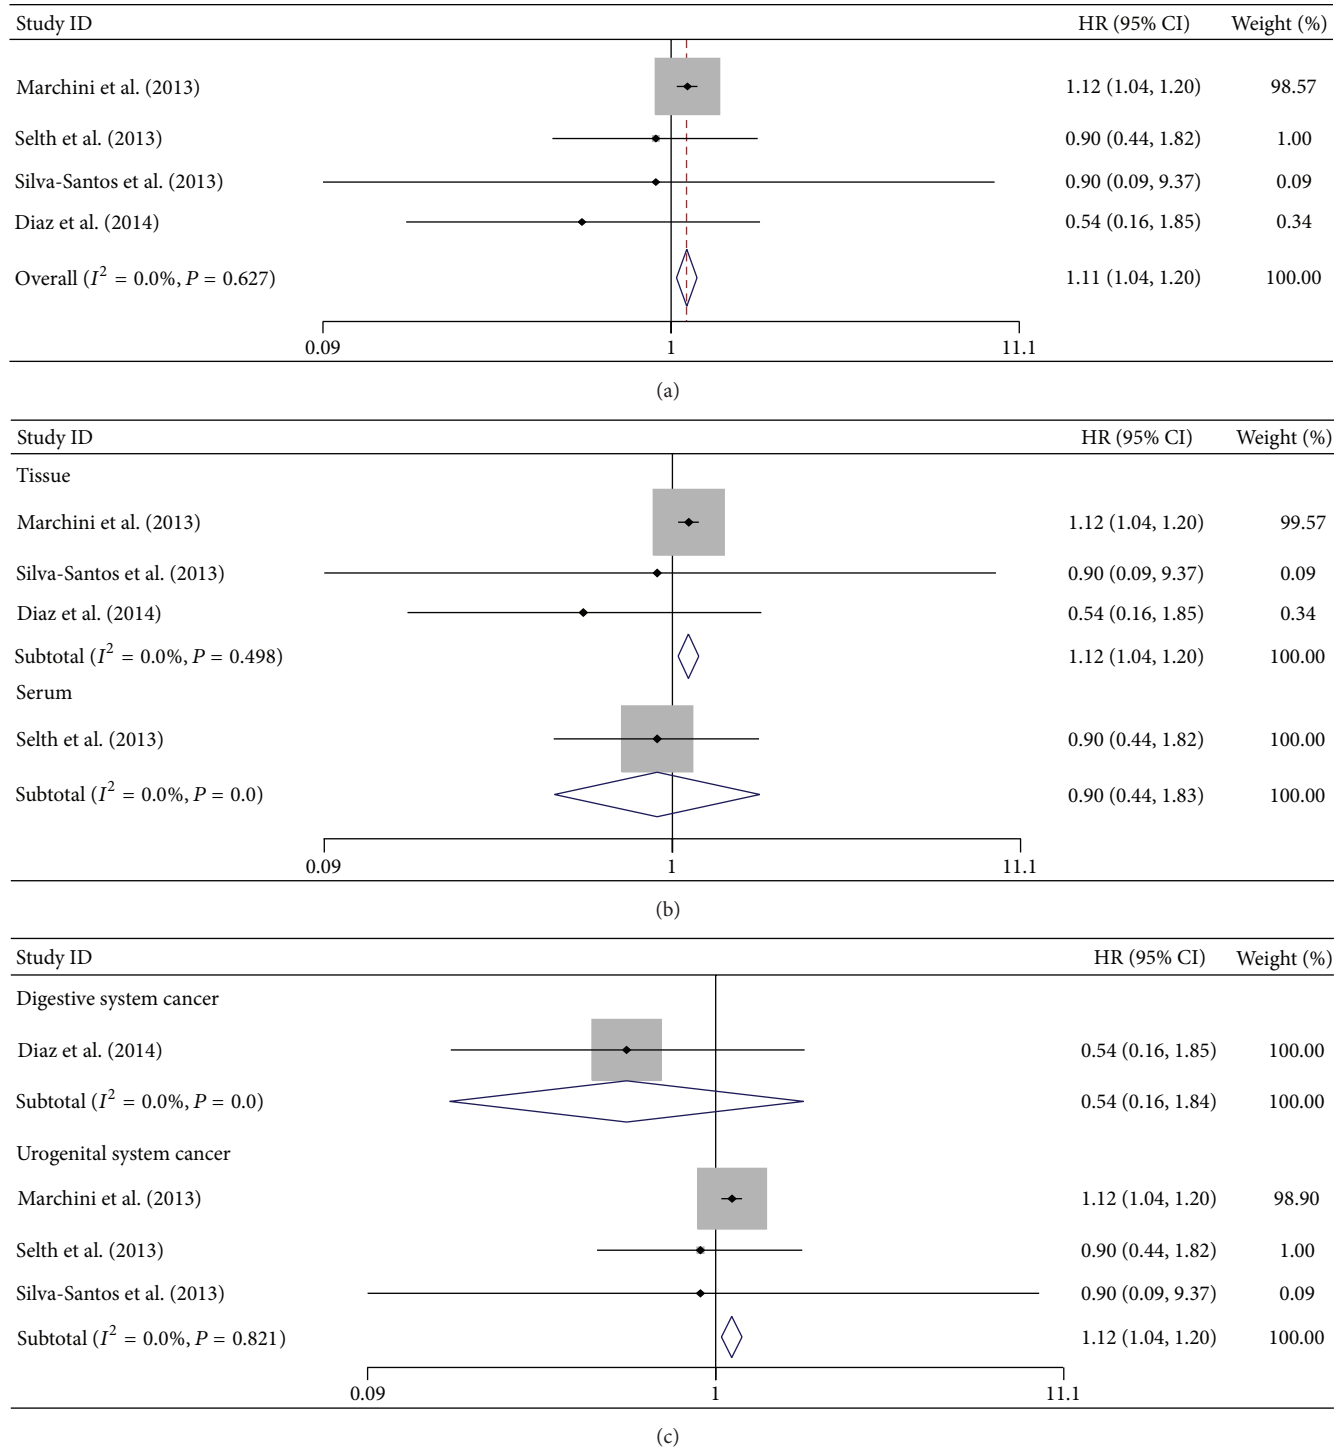 Study ID HR (95% CI) Weight (%)
Marchini et al. (2013) 1.12 (1.04, 1.20) 98.57
Selth et al. (2013) 0.90 (0.44, 1.82) 1.00
Silva-Santos et al. (2013) 0.90 (0.09, 9.37) 0.09
Diaz et al. (2014) 0.54 (0.16, 1.85) 0.34
Overall (I² = 0.0%, P = 0.627) 1.11 (1.04, 1.20) 100.00
0.09 1 11.1
(a)
Study ID HR (95% CI) Weight (%)
Tissue
Marchini et al. (2013) 1.12 (1.04, 1.20) 99.57
Silva-Santos et al. (2013) 0.90 (0.09, 9.37) 0.09
Diaz et al. (2014) 0.54 (0.16, 1.85) 0.34
Subtotal (I² = 0.0%, P = 0.498) 1.12 (1.04, 1.20) 100.00
Serum
Selth et al. (2013) 0.90 (0.44, 1.82) 100.00
Subtotal (I² = 0.0%, P = 0.0) 0.90 (0.44, 1.83) 100.00
0.09 1 11.1
(b)
Study ID HR (95% CI) Weight (%)
Digestive system cancer
Diaz et al. (2014) 0.54 (0.16, 1.85) 100.00
Subtotal (I² = 0.0%, P = 0.0) 0.54 (0.16, 1.84) 100.00
Urogenital system cancer
Marchini et al. (2013) 1.12 (1.04, 1.20) 98.90
Selth et al. (2013) 0.90 (0.44, 1.82) 1.00
Silva-Santos et al. (2013) 0.90 (0.09, 9.37) 0.09
Subtotal (I² = 0.0%, P = 0.821) 1.12 (1.04, 1.20) 100.00
0.09 1 11.1
(c)